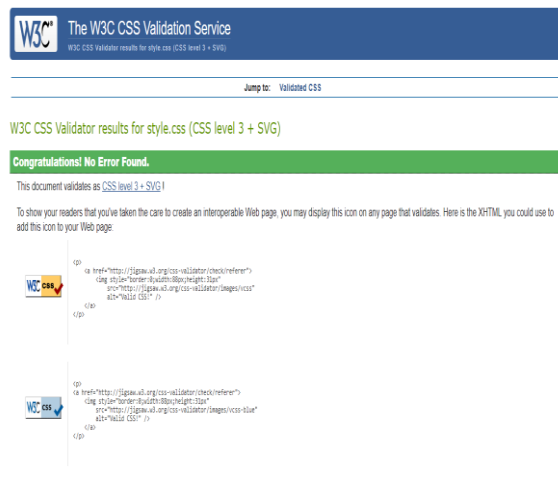 W3C® The W3C CSS Validation Service
W3C CSS Validator results for style.css (CSS level 3 + SVG)
Jump to: Validated CSS
W3C CSS Validator results for style.css (CSS level 3 + SVG)
Congratulations! No Error Found.
This document validates as CSS level 3 + SVG !
To show your readers that you've taken the care to create an interoperable Web page, you may display this icon on any page that validates. Here is the XHTML you could use to
add this icon to your Web page:
W3C css
<p>
<a href="http://jigsaw.w3.org/css-validator/check/referer">
<img style="border:0;width:88px;height:31px"
src="http://jigsaw.w3.org/css-validator/images/vcss"
alt="Valid CSS!" />
</a>
</p>
W3C css
<p>
<a href="http://jigsaw.w3.org/css-validator/check/referer">
<img style="border:0;width:88px;height:31px"
src="http://jigsaw.w3.org/css-validator/images/vcss-blue"
alt="Valid CSS!" />
</a>
</p>